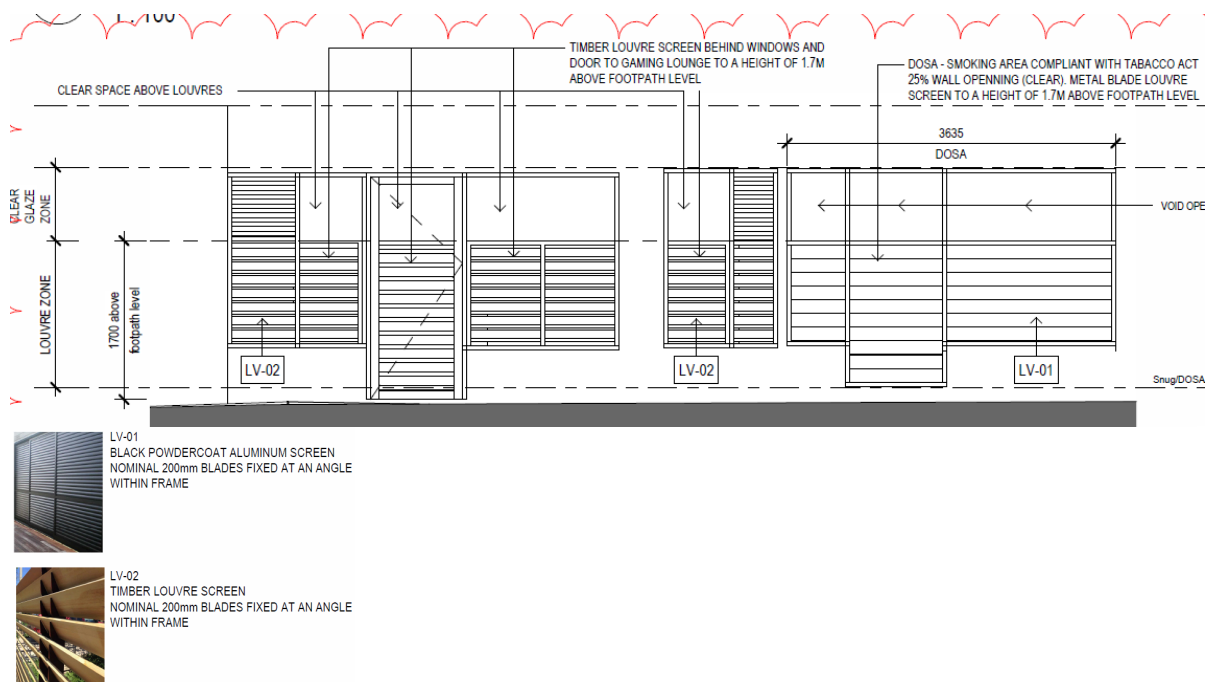 1: 100
TIMBER LOUVRE SCREEN BEHIND WINDOWS AND
DOOR TO GAMING LOUNGE TO A HEIGHT OF 1.7M
ABOVE FOOTPATH LEVEL
DOSA - SMOKING AREA COMPLIANT WITH TABACCO ACT
25% WALL OPENNING (CLEAR). METAL BLADE LOUVRE
SCREEN TO A HEIGHT OF 1.7M ABOVE FOOTPATH LEVEL
CLEAR SPACE ABOVE LOUVRES
3635
DOSA
CLEAR
GLAZE
ZONE
VOID OPE
LOUVRE ZONE
1700 above
footpath level
LV-02
LV-02
LV-01
Snug/DOSA
LV-01
BLACK POWDERCOAT ALUMINUM SCREEN
NOMINAL 200mm BLADES FIXED AT AN ANGLE
WITHIN FRAME
LV-02
TIMBER LOUVRE SCREEN
NOMINAL 200mm BLADES FIXED AT AN ANGLE
WITHIN FRAME